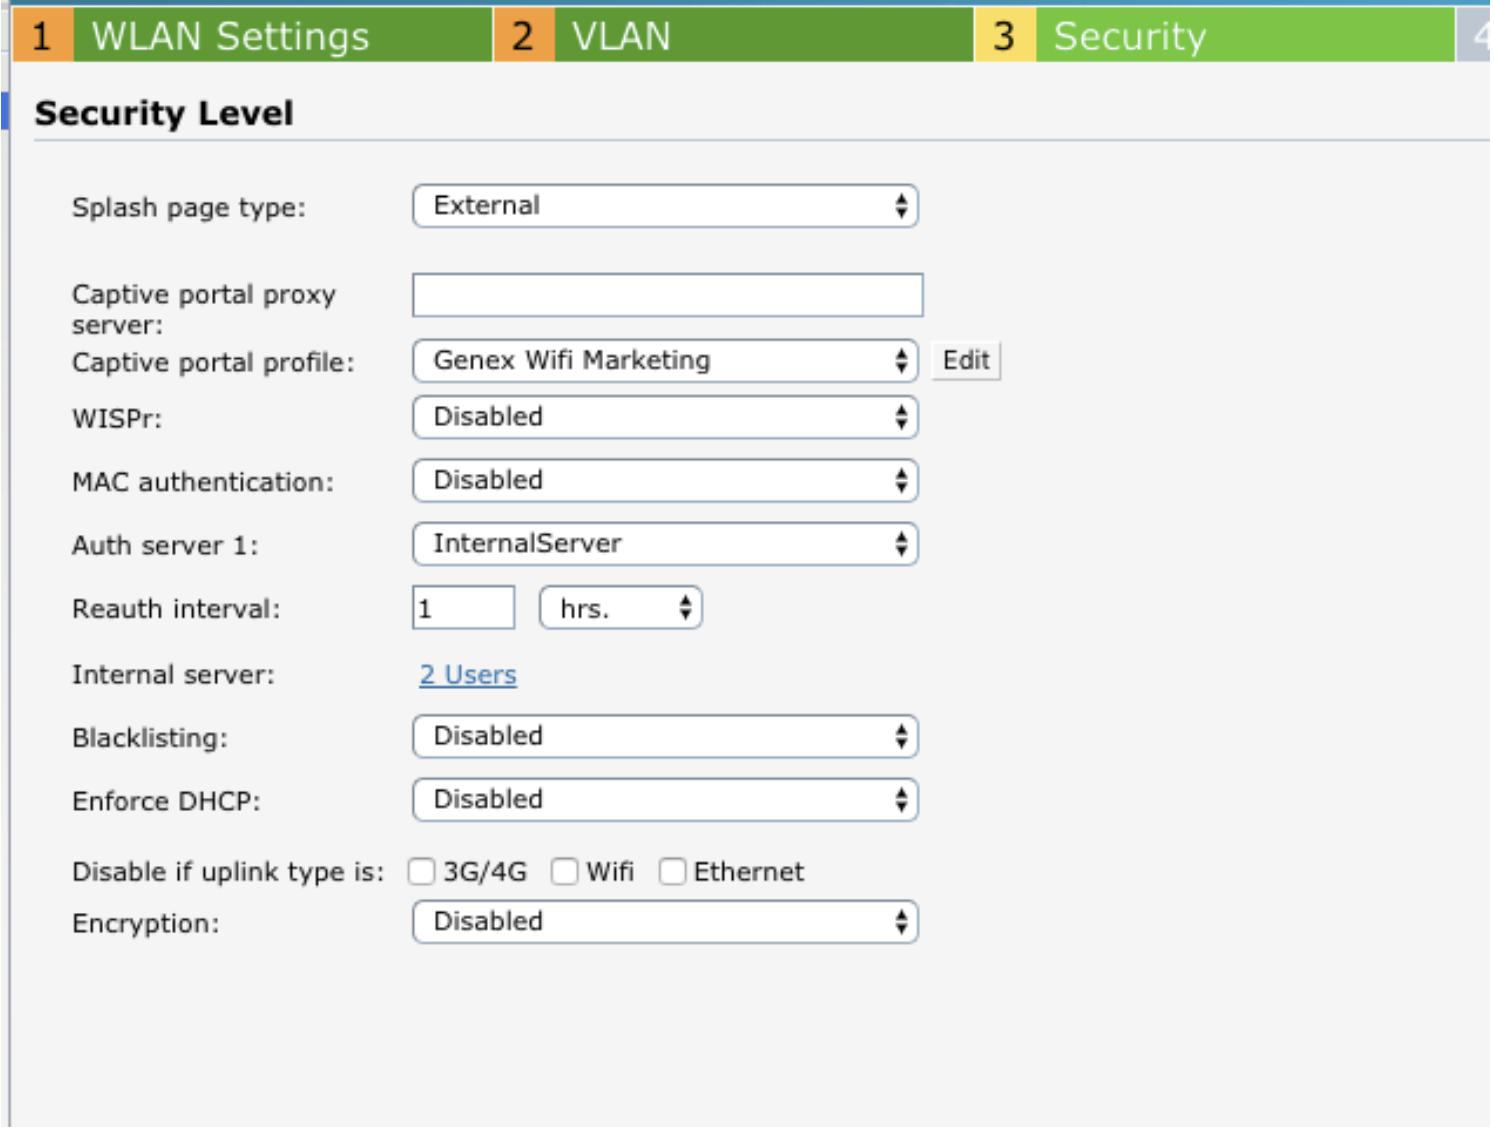 1 WLAN Settings 2 VLAN 3 Security 4
Security Level
Splash page type: External
Captive portal proxy
server:
Captive portal profile: Genex Wifi Marketing Edit
WISPr: Disabled
MAC authentication: Disabled
Auth server 1: InternalServer
Reauth interval: 1 hrs.
Internal server: 2 Users
Blacklisting: Disabled
Enforce DHCP: Disabled
Disable if uplink type is: 3G/4G Wifi Ethernet
Encryption: Disabled